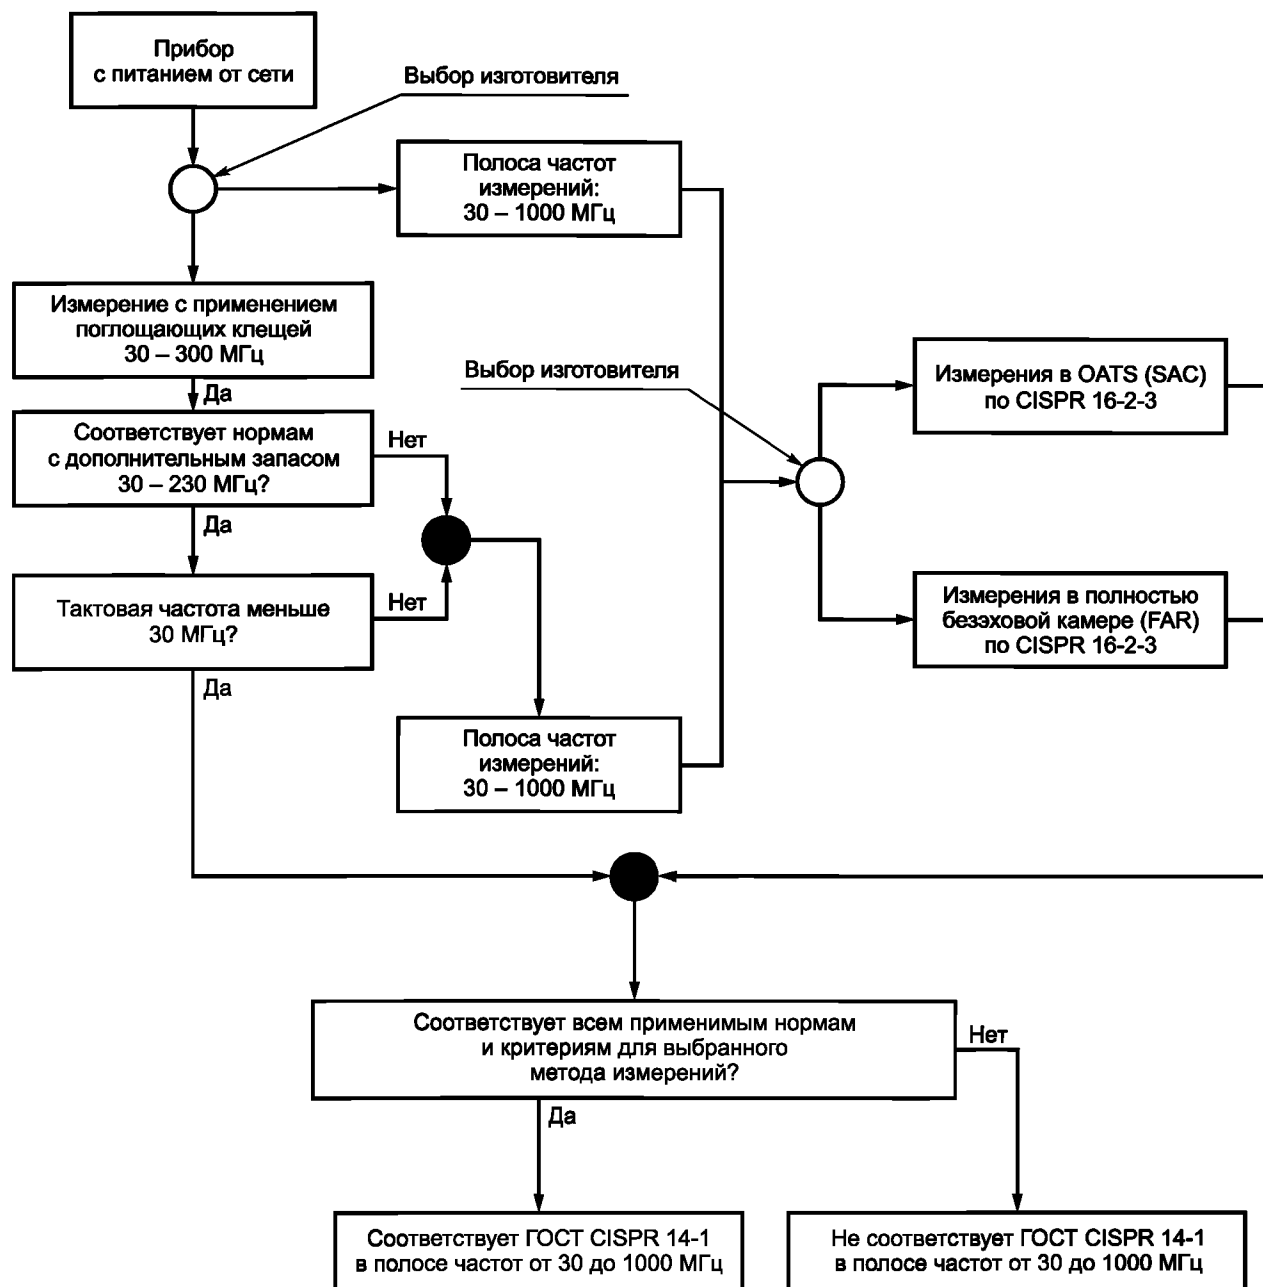 Прибор
с питанием от сети
Выбор изготовителя
Полоса частот
измерений:
30 – 1000 МГц
Измерение с применением
поглощающих клещей
30 – 300 МГц
Да
Выбор изготовителя
Измерения в OATS (SAC)
по CISPR 16-2-3
Соответствует нормам
с дополнительным запасом
30 – 230 МГц?
Нет
Да
Тактовая частота меньше
30 МГц?
Нет
Да
Измерения в полностью
безэховой камере (FAR)
по CISPR 16-2-3
Полоса частот
измерений:
30 – 1000 МГц
Соответствует всем применимым нормам
и критериям для выбранного
метода измерений?
Нет
Да
Соответствует ГОСТ CISPR 14-1
в полосе частот от 30 до 1000 МГц
Не соответствует ГОСТ CISPR 14-1
в полосе частот от 30 до 1000 МГц